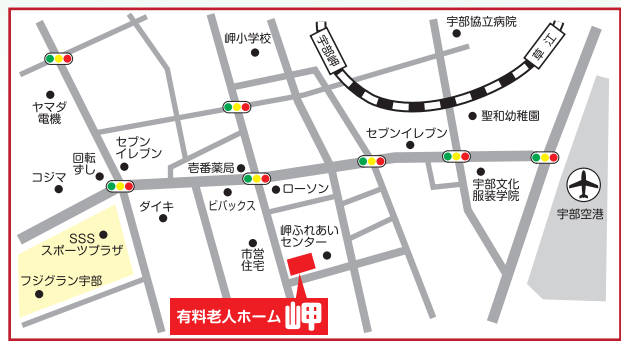 宇部協立病院
岬小学校
宇部岬
草江
ヤマダ
電機
聖和幼稚園
セブン
イレブン
セブンイレブン
回転
ずし
コジマ
壱番薬局
ローソン
宇部文化
服装学院
ダイキ
ビバックス
宇部空港
岬ふれあい
センター
SSS
スポーツプラザ
市営
住宅
フジグラン宇部
有料老人ホーム 岬